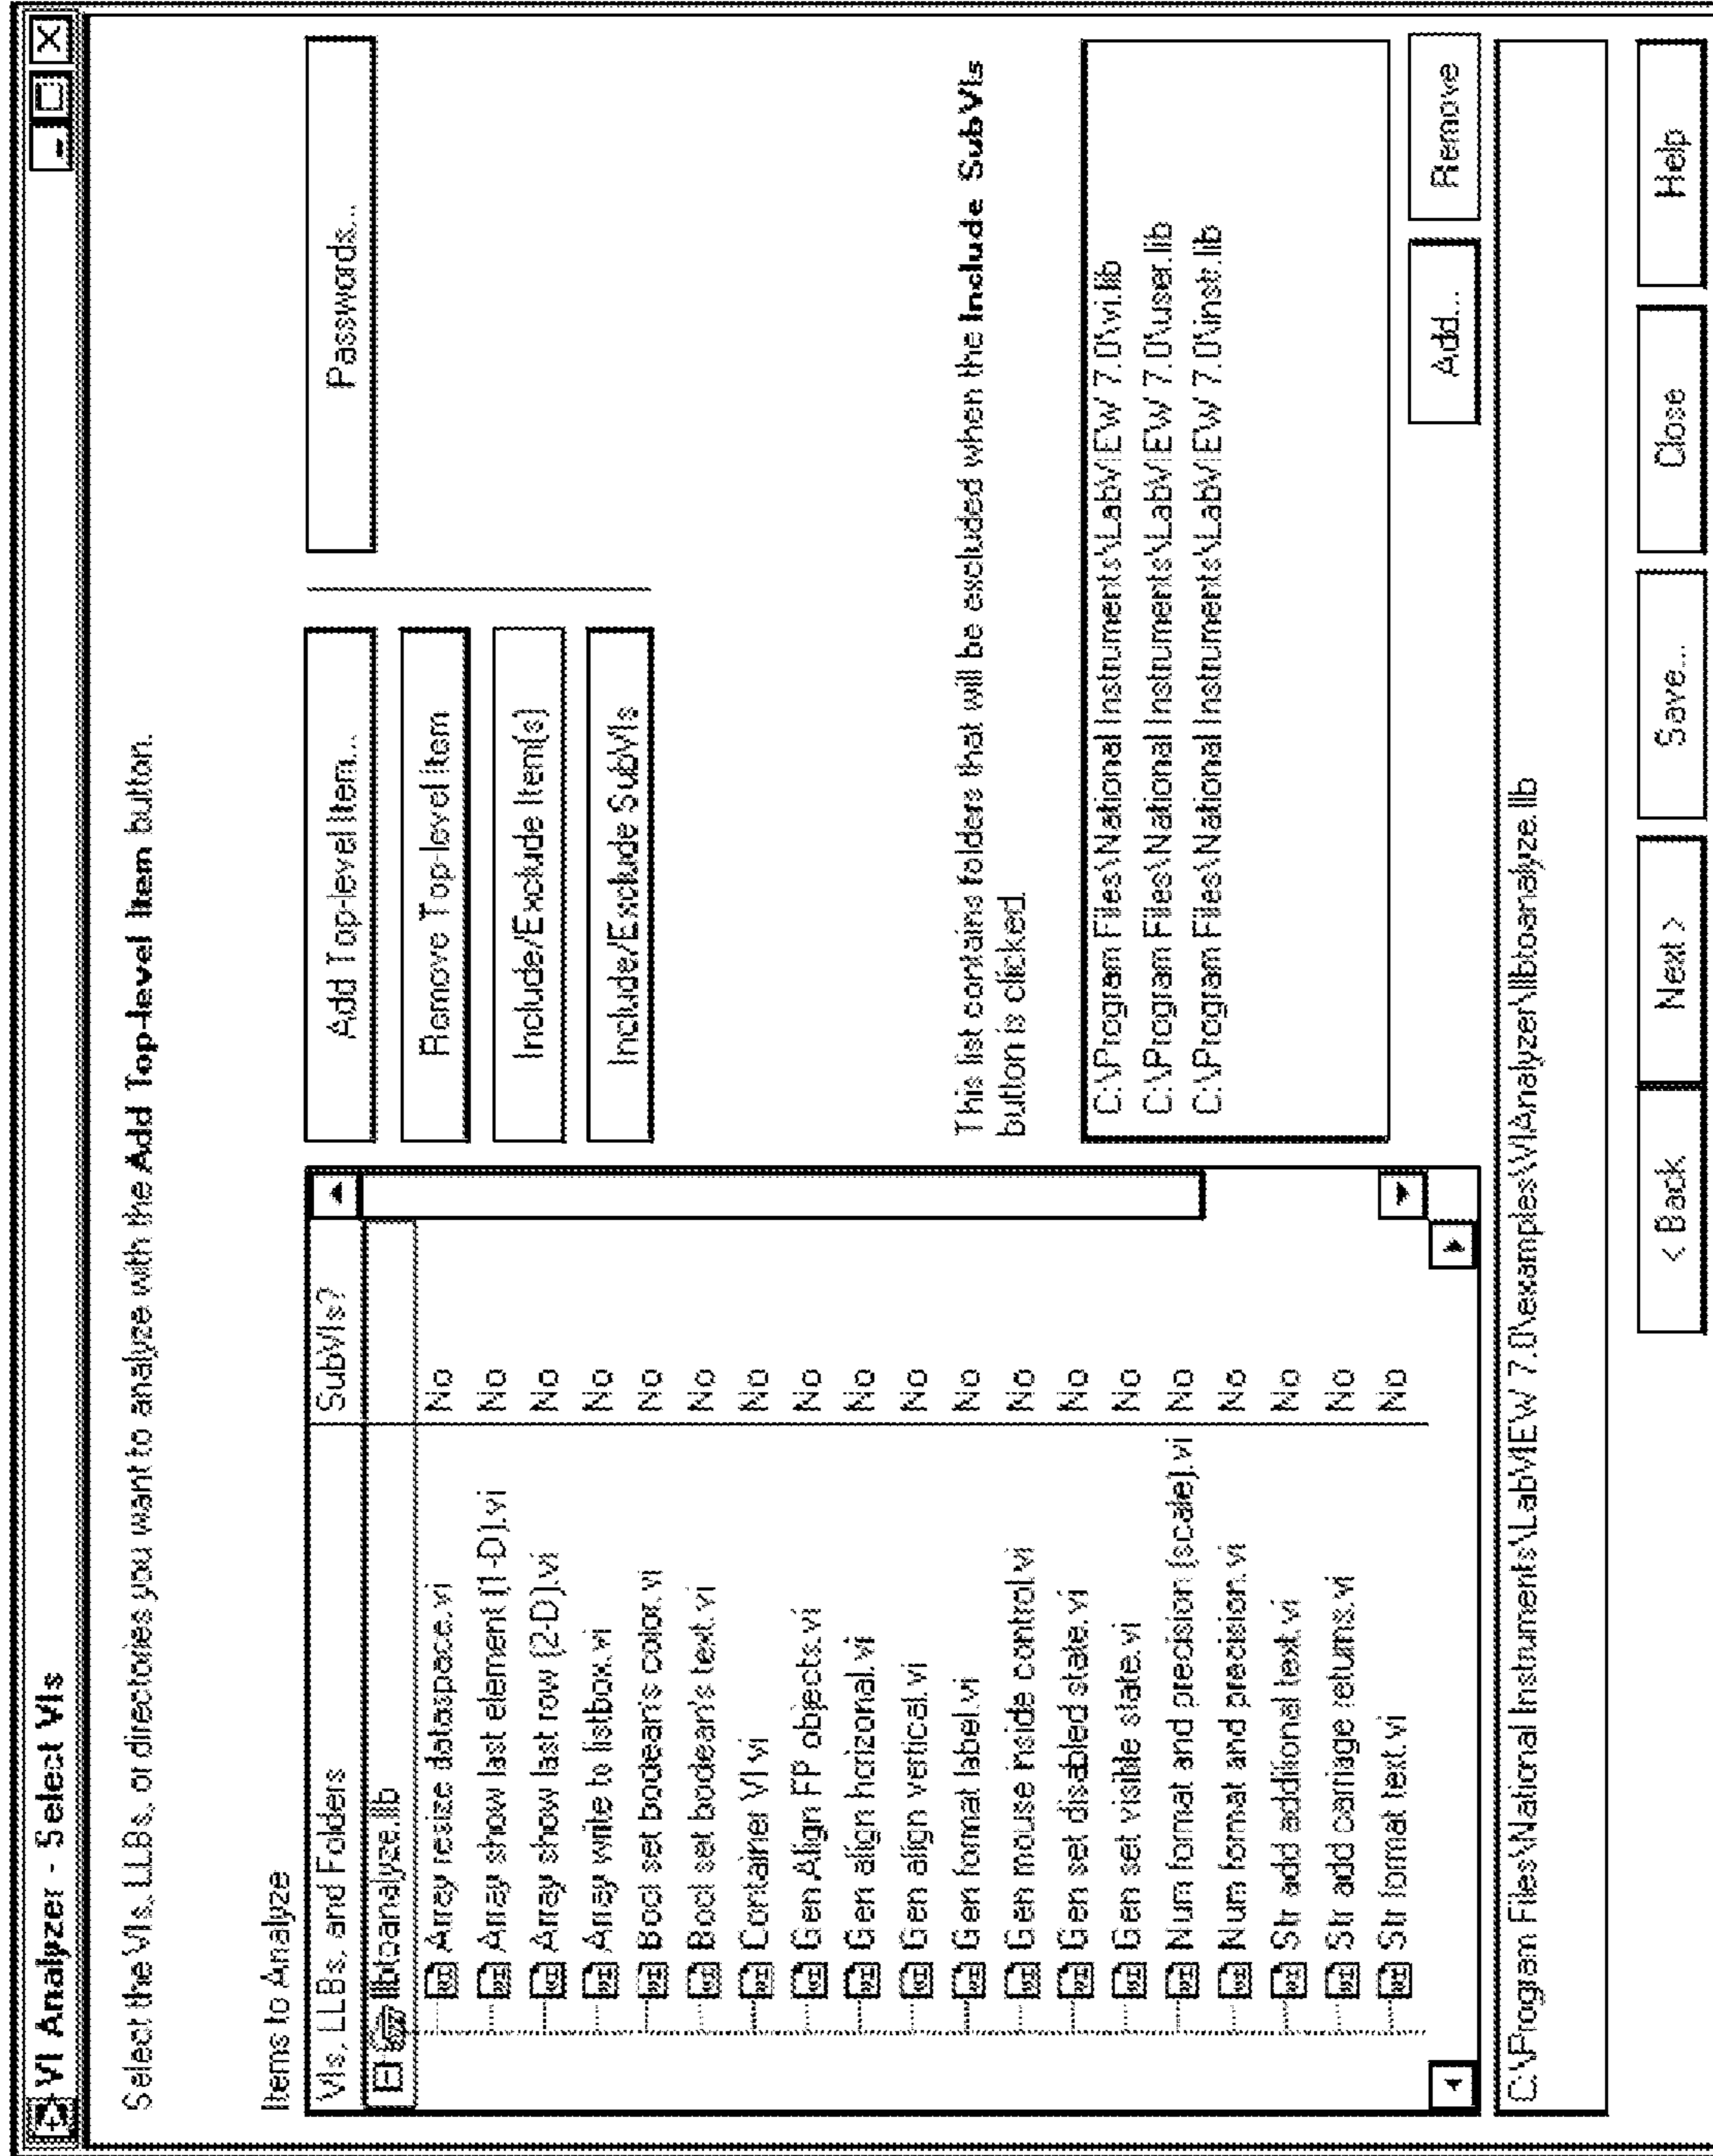 VI Analyzer - Select VIs
Select the VIs, LLBs, or directories you want to analyze with the Add Top-level Item button.
Items to Analyze
VIs, LLBs, and Folders SubVIs?
llbtoanalyze.llb
Array resize dataspace.vi No
Array show last element (1-D).vi No
Array show last row (2-D).vi No
Array write to listbox.vi No
Bool set boolean's color.vi No
Bool set boolean's text.vi No
Container VI.vi No
Gen Align FP objects.vi No
Gen align horizonal.vi No
Gen align vertical.vi No
Gen format label.vi No
Gen mouse inside control.vi No
Gen set disabled state.vi No
Gen set visible state.vi No
Num format and precision (scale).vi No
Num format and precision.vi No
Str add additional text.vi No
Str add carriage returns.vi No
Str format text.vi No
Add Top-level Item...
Remove Top-level Item
Include/Exclude Item(s)
Include/Exclude SubVIs
Passwords...
This list contains folders that will be excluded when the Include SubVIs
button is clicked.
C:\Program Files\National Instruments\LabVIEW 7.0\vi.lib
C:\Program Files\National Instruments\LabVIEW 7.0\user.lib
C:\Program Files\National Instruments\LabVIEW 7.0\instr.lib
Add... Remove
C:\Program Files\National Instruments\LabVIEW 7.0\examples\VIAnalyzer\llbtoanalyze.llb
< Back Next > Save... Close Help